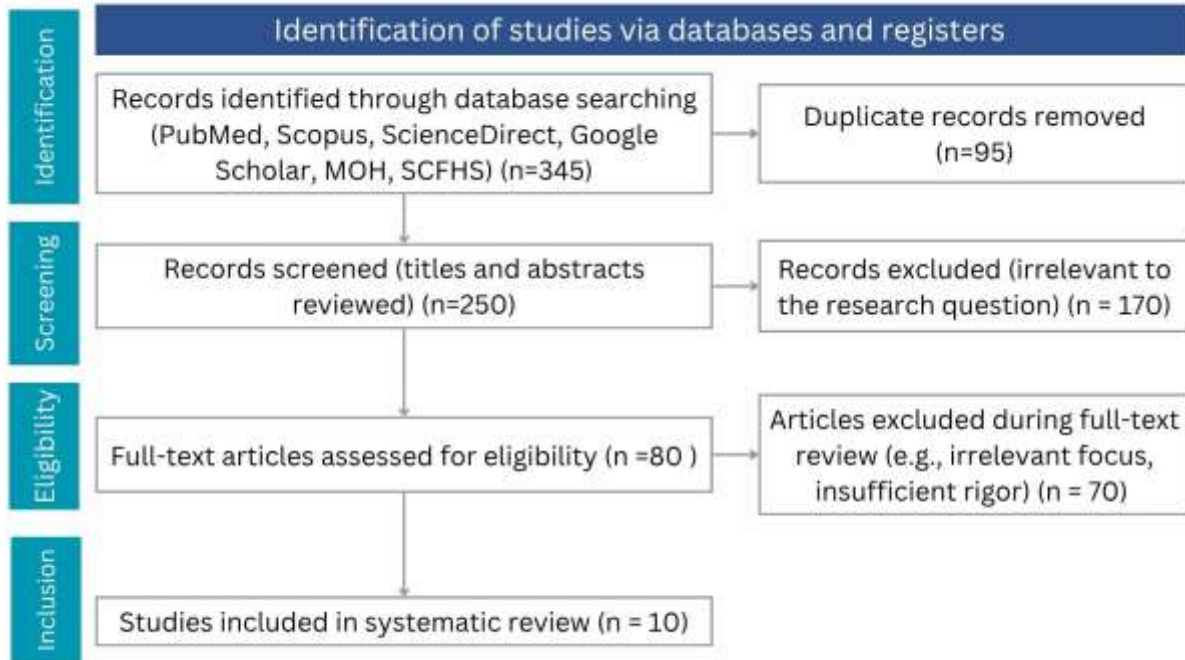 Identification of studies via databases and registers
Identification
Records identified through database searching
(PubMed, Scopus, ScienceDirect, Google
Scholar, MOH, SCFHS) (n=345)
Duplicate records removed
(n=95)
Screening
Records screened (titles and abstracts
reviewed) (n=250)
Records excluded (irrelevant to
the research question) (n = 170)
Eligibility
Full-text articles assessed for eligibility (n =80 )
Articles excluded during full-text
review (e.g., irrelevant focus,
insufficient rigor) (n = 70)
Inclusion
Studies included in systematic review (n = 10)